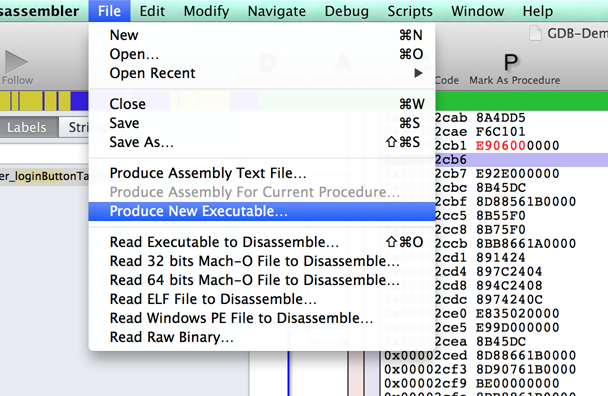 sassembler File Edit Modify Navigate Debug Scripts Window Help
GDB-Dem
Follow D A Code P Mark As Procedure
New ⌘N
Open... ⌘O
Open Recent ▶
Close ⌘W
Save ⌘S
Save As... ⇧⌘S
Produce Assembly Text File...
Produce Assembly For Current Procedure...
Produce New Executable...
Read Executable to Disassemble... ⇧⌘O
Read 32 bits Mach-O File to Disassemble...
Read 64 bits Mach-O File to Disassemble...
Read ELF File to Disassemble...
Read Windows PE File to Disassemble...
Read Raw Binary...
Labels Stri
er_loginButtonTa
2cab 8A4DD5
2cae F6C101
2cb1 E906000000
2cb6
2cb7 E92E000000
2cbc 8B45DC
2cbf 8D88561B0000
2cc5 8B55F0
2cc8 8B75F0
2ccb 8BB8661A0000
2cd1 891424
2cd4 897C2404
2cd8 894C2408
2cdc 8974240C
2ce0 E835020000
2ce5 E99D000000
2cea 8B45DC
0x00002ced 8D88661B0000
0x00002cf3 8D90761B0000
0x00002cf9 BE00000000